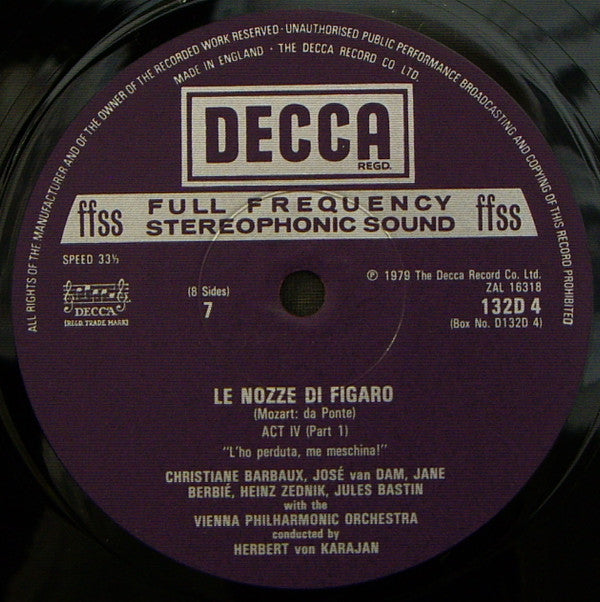 ALL RIGHTS OF THE MANUFACTURER AND OF THE OWNER OF THE RECORDED WORK RESERVED · UNAUTHORISED PUBLIC PERFORMANCE BROADCASTING AND COPYING OF THIS RECORD PROHIBITED
MADE IN ENGLAND · THE DECCA RECORD CO LTD.
DECCA
REGD.
ffss FULL FREQUENCY STEREOPHONIC SOUND ffss
SPEED 33⅓
DECCA
(REGD. TRADE MARK)
(8 Sides)
7
℗ 1979 The Decca Record Co. Ltd.
ZAL 16318
132D 4
(Box No. D132D 4)
LE NOZZE DI FiGARO
(Mozart: da Ponte)
ACT IV (Part 1)
"L'ho perduta, me meschina!"
CHRISTIANE BARBAUX, JOSÉ van DAM, JANE
BERBIÉ, HEINZ ZEDNIK, JULES BASTIN
with the
VIENNA PHILHARMONIC ORCHESTRA
conducted by
HERBERT von KARAJAN